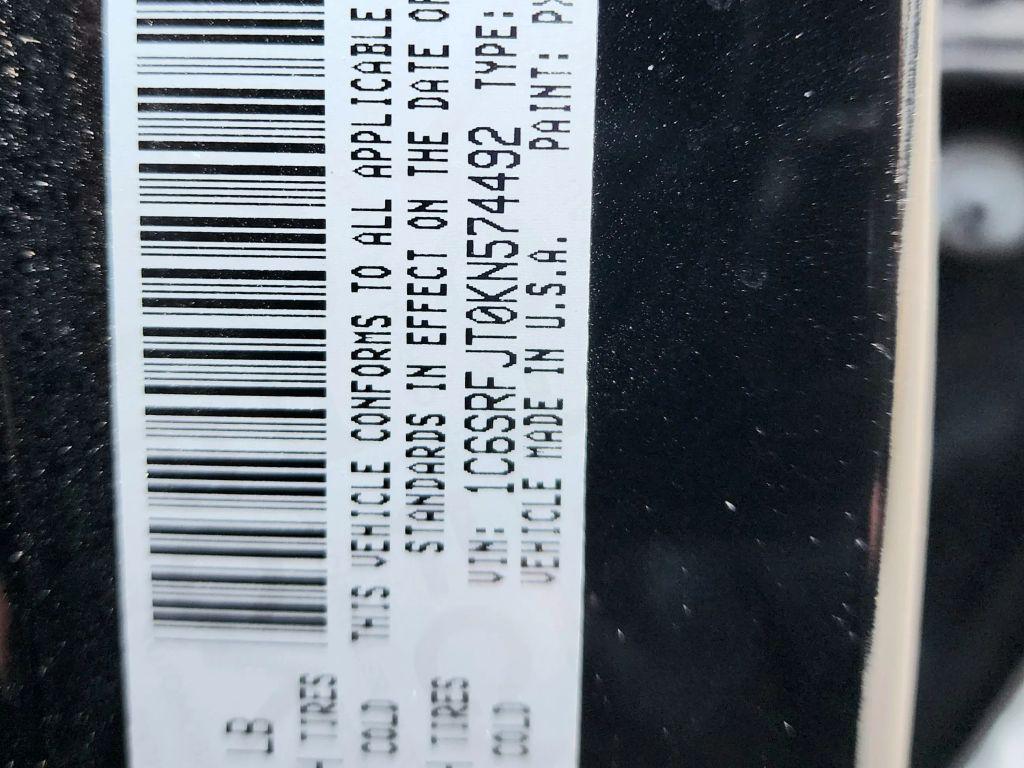 LB
TIRES
COLD
THIS VEHICLE CONFORMS TO ALL APPLICABLE
STANDARDS IN EFFECT ON THE DATE OF
TIRES
COLD
VIN: 1C6SRFJT0KN574492 TYPE:
VEHICLE MADE IN U.S.A. PAINT: PX